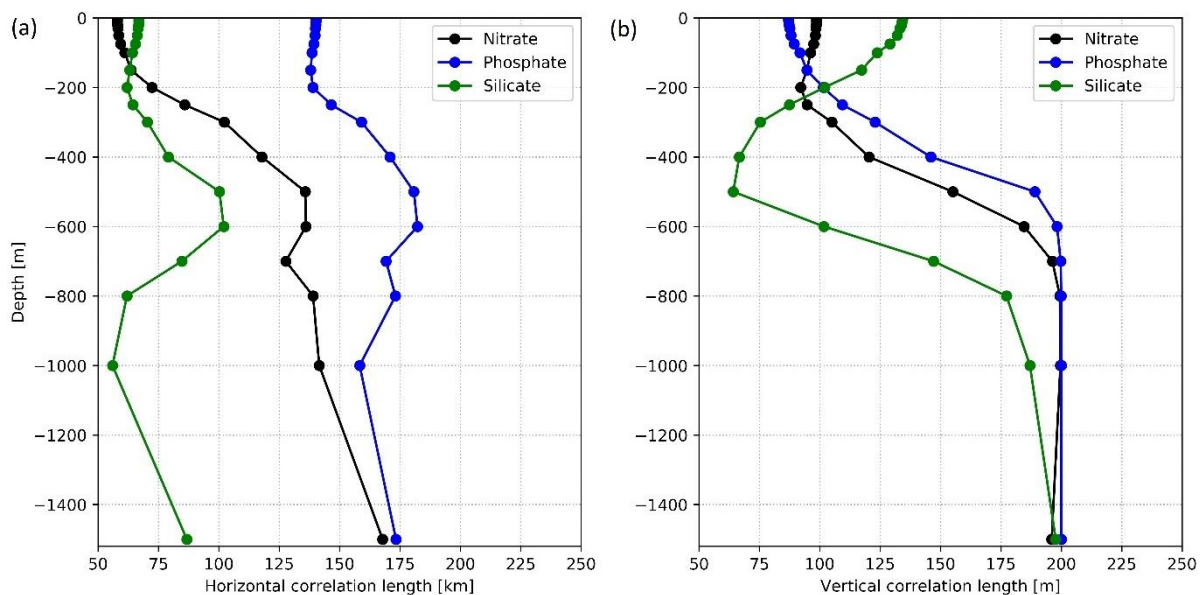 (a)
Nitrate
Phosphate
Silicate
0
−200
−400
−600
−800
−1000
−1200
−1400
Depth [m]
50 75 100 125 150 175 200 225 250
Horizontal correlation length [km]
(b)
Nitrate
Phosphate
Silicate
0
−200
−400
−600
−800
−1000
−1200
−1400
50 75 100 125 150 175 200 225 250
Vertical correlation length [m]